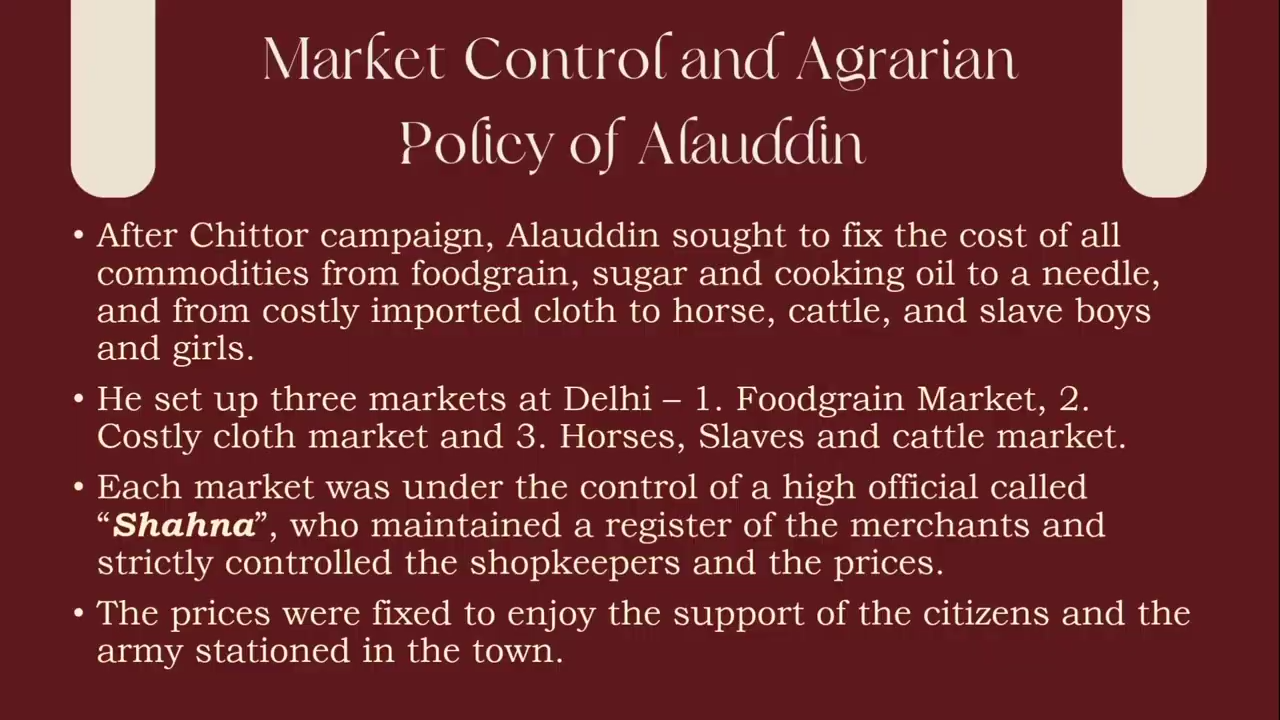 Market Control and Agrarian
Policy of Alauddin
• After Chittor campaign, Alauddin sought to fix the cost of all
commodities from foodgrain, sugar and cooking oil to a needle,
and from costly imported cloth to horse, cattle, and slave boys
and girls.
• He set up three markets at Delhi – 1. Foodgrain Market, 2.
Costly cloth market and 3. Horses, Slaves and cattle market.
• Each market was under the control of a high official called
“Shahna”, who maintained a register of the merchants and
strictly controlled the shopkeepers and the prices.
• The prices were fixed to enjoy the support of the citizens and the
army stationed in the town.